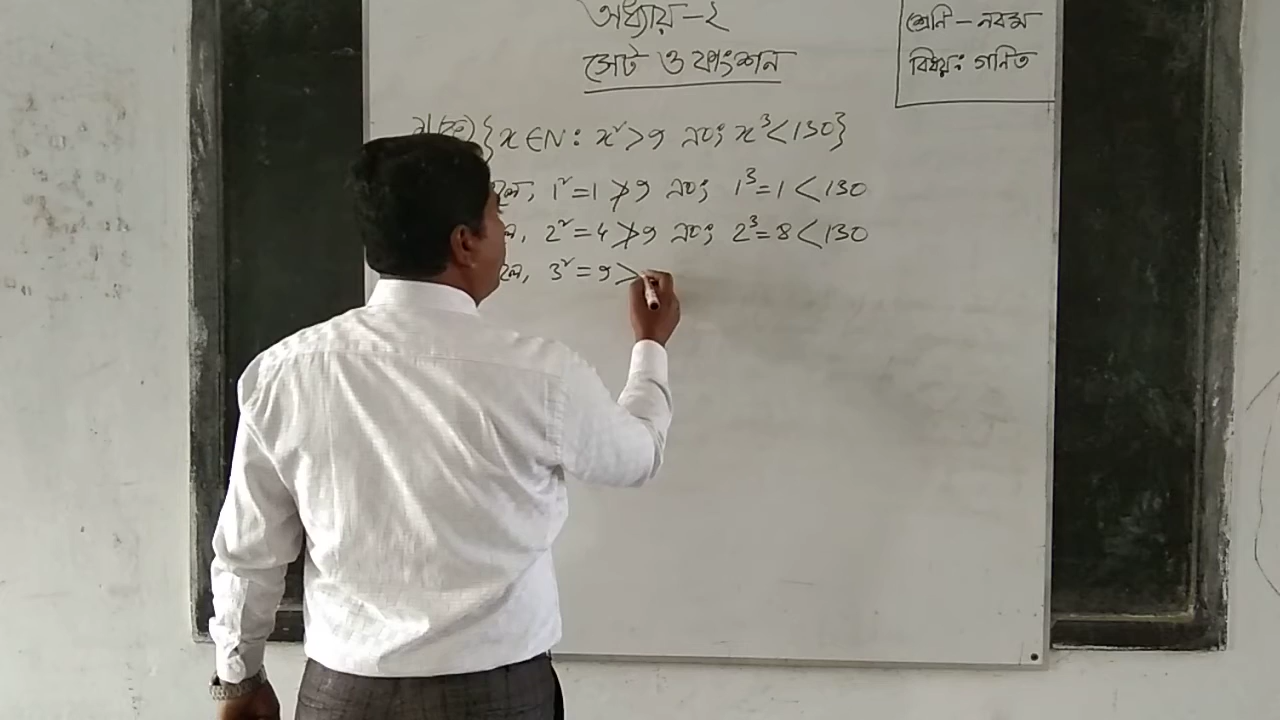 অধ্যায়-২
সেট ও ফাংশন
শ্রেনি - নবম
বিষয়: গনিত
{x ∈ N : x² > 9 এবং x³ < 130}
1² = 1 ≯ 9 এবং 1³ = 1 < 130
2² = 4 ≯ 9 এবং 2³ = 8 < 130
3² = 9 >